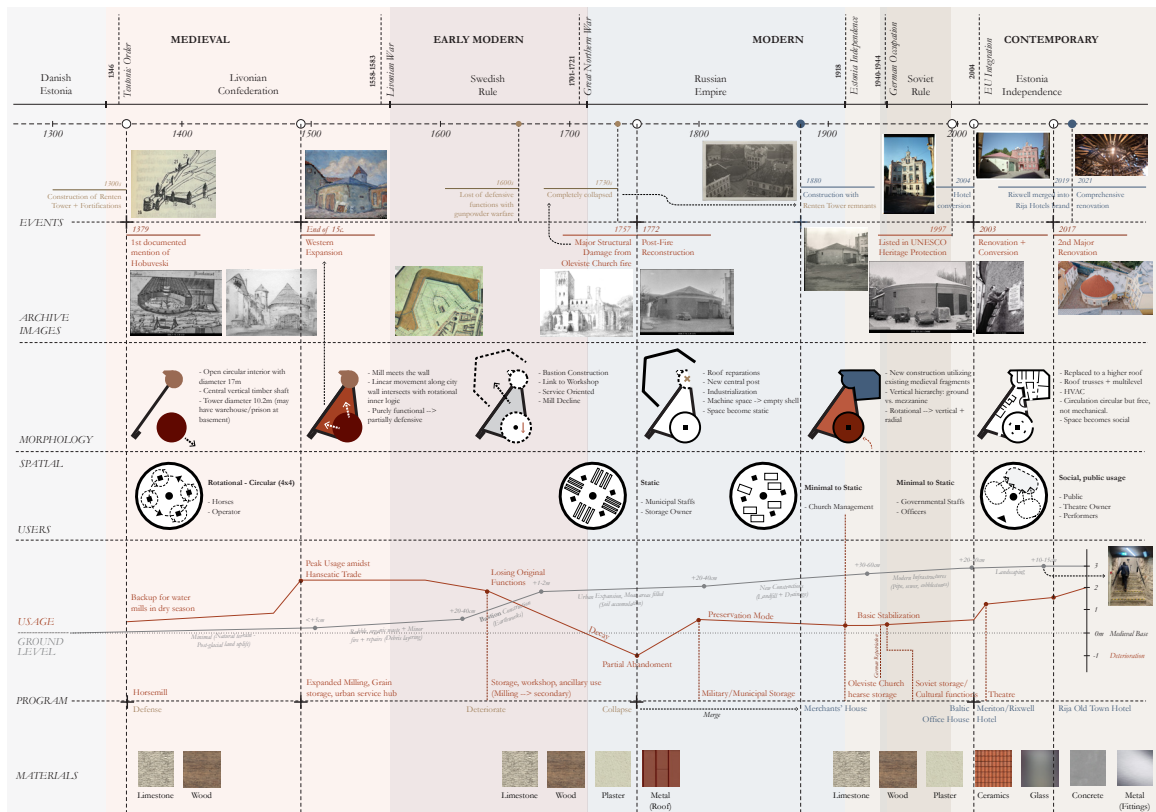 MEDIEVAL
EARLY MODERN
MODERN
CONTEMPORARY
Danish
Estonia
1346
Teutonic Order
Livonian
Confederation
1558-1583
Livonian War
Swedish
Rule
1701-1721
Great Northern War
Russian
Empire
1918
Estonia Independence
1940-1944
German Occupation
Soviet
Rule
2004
EU Integration
Estonia
Independence
1300
1400
1500
1600
1700
1800
1900
2000
EVENTS
1300s
Construction of Renten
Tower + Fortifications
1600s
Lost of defensive
functions with
gunpowder warfare
1730s
Completely collapsed
1880
Construction with
Renten Tower remnants
2004
Hotel
conversion
2019
Rixwell merged into
Rija Hotels brand
2021
Comprehensive
renovation
1379
1st documented
mention of
Hobuveski
End of 15c.
Western
Expansion
1757
Major Structural
Damage from
Oleviste Church fire
1772
Post-Fire
Reconstruction
1997
Listed in UNESCO
Heritage Protection
2003
Renovation +
Conversion
2017
2nd Major
Renovation
ARCHIVE
IMAGES
MORPHOLOGY
- Open circular interior with
diameter 17m
- Central vertical timber shaft
- Tower diameter 10.2m (may
have warehouse/prison at
basement)
- Mill meets the wall
- Linear movement along city
wall intersects with rotational
inner logic
- Purely functional -->
partially defensive
- Bastion Construction
- Link to Workshop
- Service Oriented
- Mill Decline
- Roof reparations
- New central post
- Industrialization
- Machine space -> empty shell
- Space become static
- New construction utilizing
existing medieval fragments
- Vertical hierarchy: ground
vs. mezzanine
- Rotational --> vertical +
radial
- Replaced to a higher roof
- Roof trusses + multilevel
- HVAC
- Circulation circular but free,
not mechanical.
- Space becomes social
SPATIAL
USERS
Rotational - Circular (4x4)
- Horses
- Operator
Static
- Municipal Staffs
- Storage Owner
Minimal to Static
- Church Management
Minimal to Static
- Governmental Staffs
- Officers
Social, public usage
- Public
- Theatre Owner
- Performers
USAGE
GROUND
LEVEL
Backup for water
mills in dry season
Peak Usage amidst
Hanseatic Trade
Losing Original
Functions
Decay
Partial Abandoment
Preservation Mode
Basic Stabilization
<+5cm
+20-40cm
+1-2m
+20-40cm
+30-60cm
+20-40cm
+10-15cm
Landscaping
3
2
1
0m
-1
Medieval Base
Deterioration
PROGRAM
Horsemill
Expanded Milling, Grain
storage, urban service hub
Storage, workshop, ancillary use
(Milling --> secondary)
Military/Municipal Storage
Oleviste Church
hearse storage
Soviet storage/
Cultural functions
Theatre
Defense
Deteriorate
Collapse
Merge
Merchants' House
Baltic
Office House
Meriton/Rixwell
Hotel
Rija Old Town Hotel
MATERIALS
Limestone
Wood
Limestone
Wood
Plaster
Metal
(Roof)
Limestone
Wood
Plaster
Ceramics
Glass
Concrete
Metal
(Fittings)